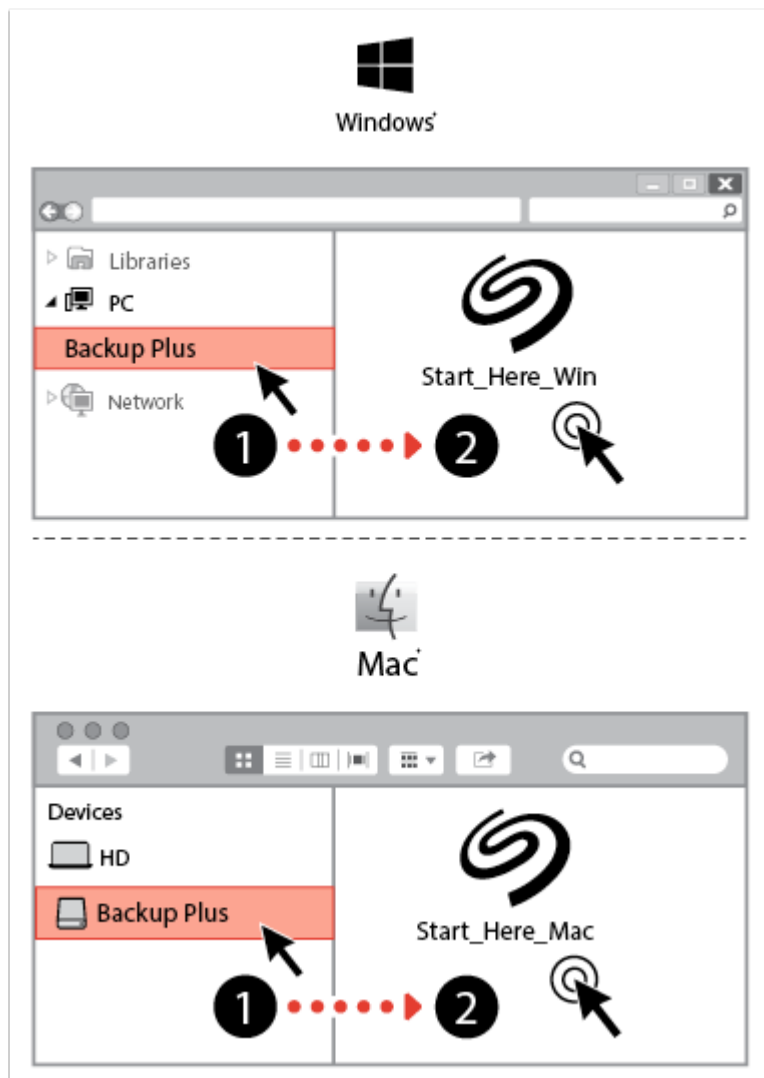 Windows
Libraries
PC
Backup Plus
Start_Here_Win
Network
1
2
Mac
Devices
HD
Backup Plus
Start_Here_Mac
1
2